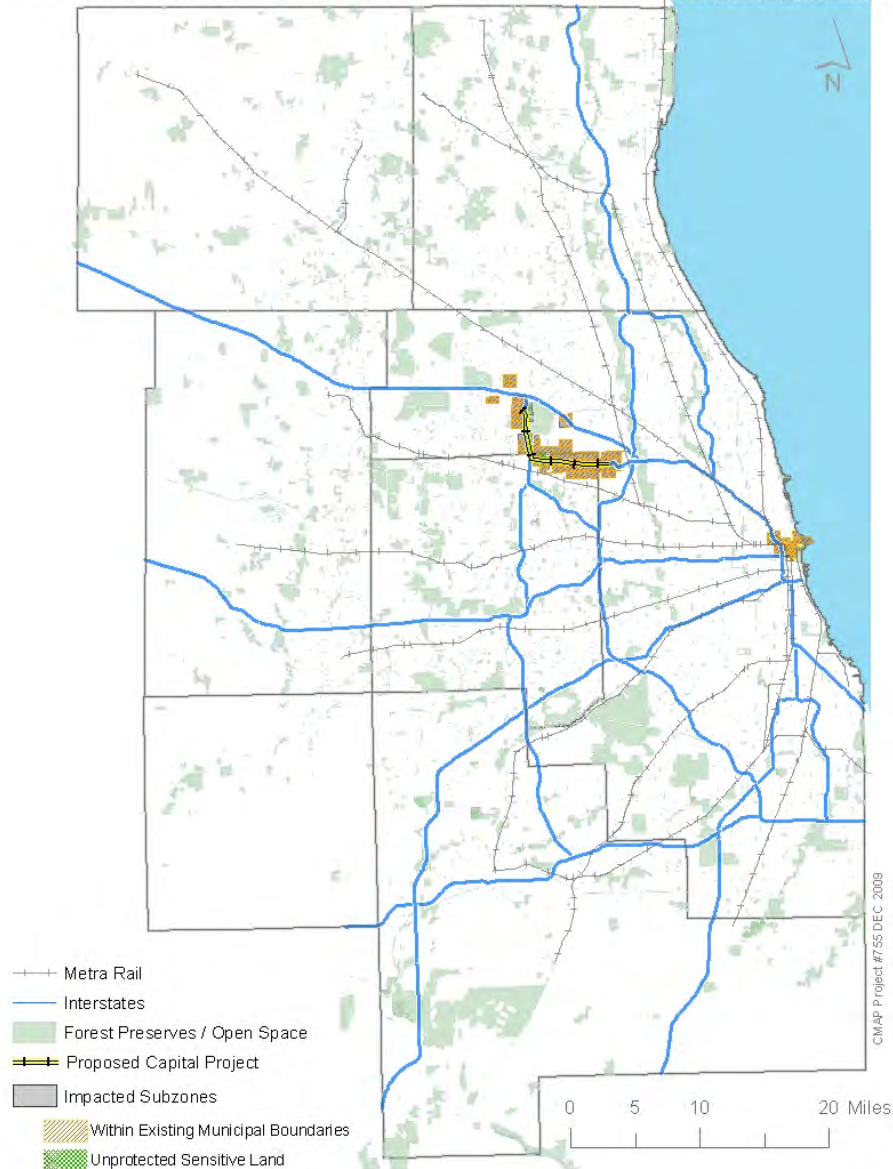 N
Metra Rail
Interstates
Forest Preserves / Open Space
Proposed Capital Project
Impacted Subzones
Within Existing Municipal Boundaries
Unprotected Sensitive Land
0 5 10 20 Miles
CMAP Project #755 DEC 2009